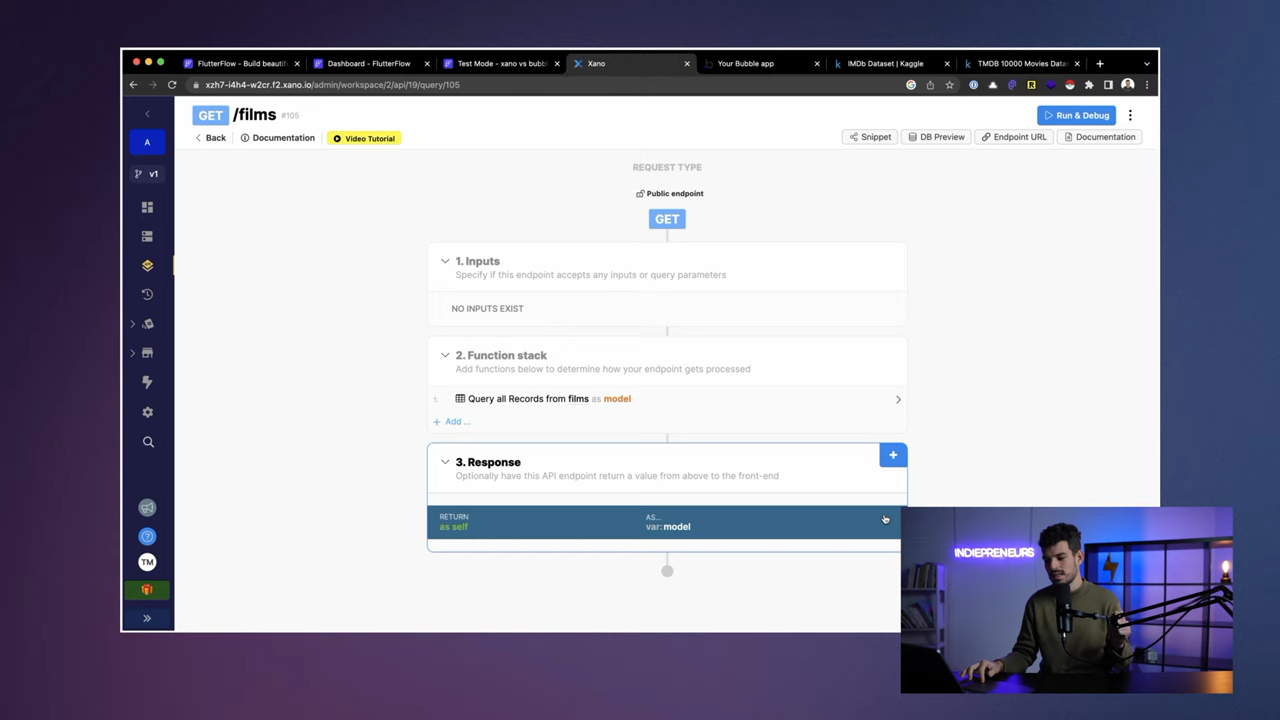 FlutterFlow - Build beautif
Dashboard - FlutterFlow
Test Mode - xano vs bubbl
Xano
Your Bubble app
IMDb Dataset | Kaggle
TMDB 10000 Movies Datas
xzh7-i4h4-w2cr.f2.xano.io/admin/workspace/2/api/19/query/105
GET /films #105
Run & Debug
Back
Documentation
Video Tutorial
Snippet
DB Preview
Endpoint URL
Documentation
A
v1
TM
REQUEST TYPE
Public endpoint
GET
1. Inputs
Specify if this endpoint accepts any inputs or query parameters
NO INPUTS EXIST
2. Function stack
Add functions below to determine how your endpoint gets processed
1. Query all Records from films as model
+ Add ...
3. Response
Optionally have this API endpoint return a value from above to the front-end
RETURN
as self
AS...
var: model
INDIEPRENEURS